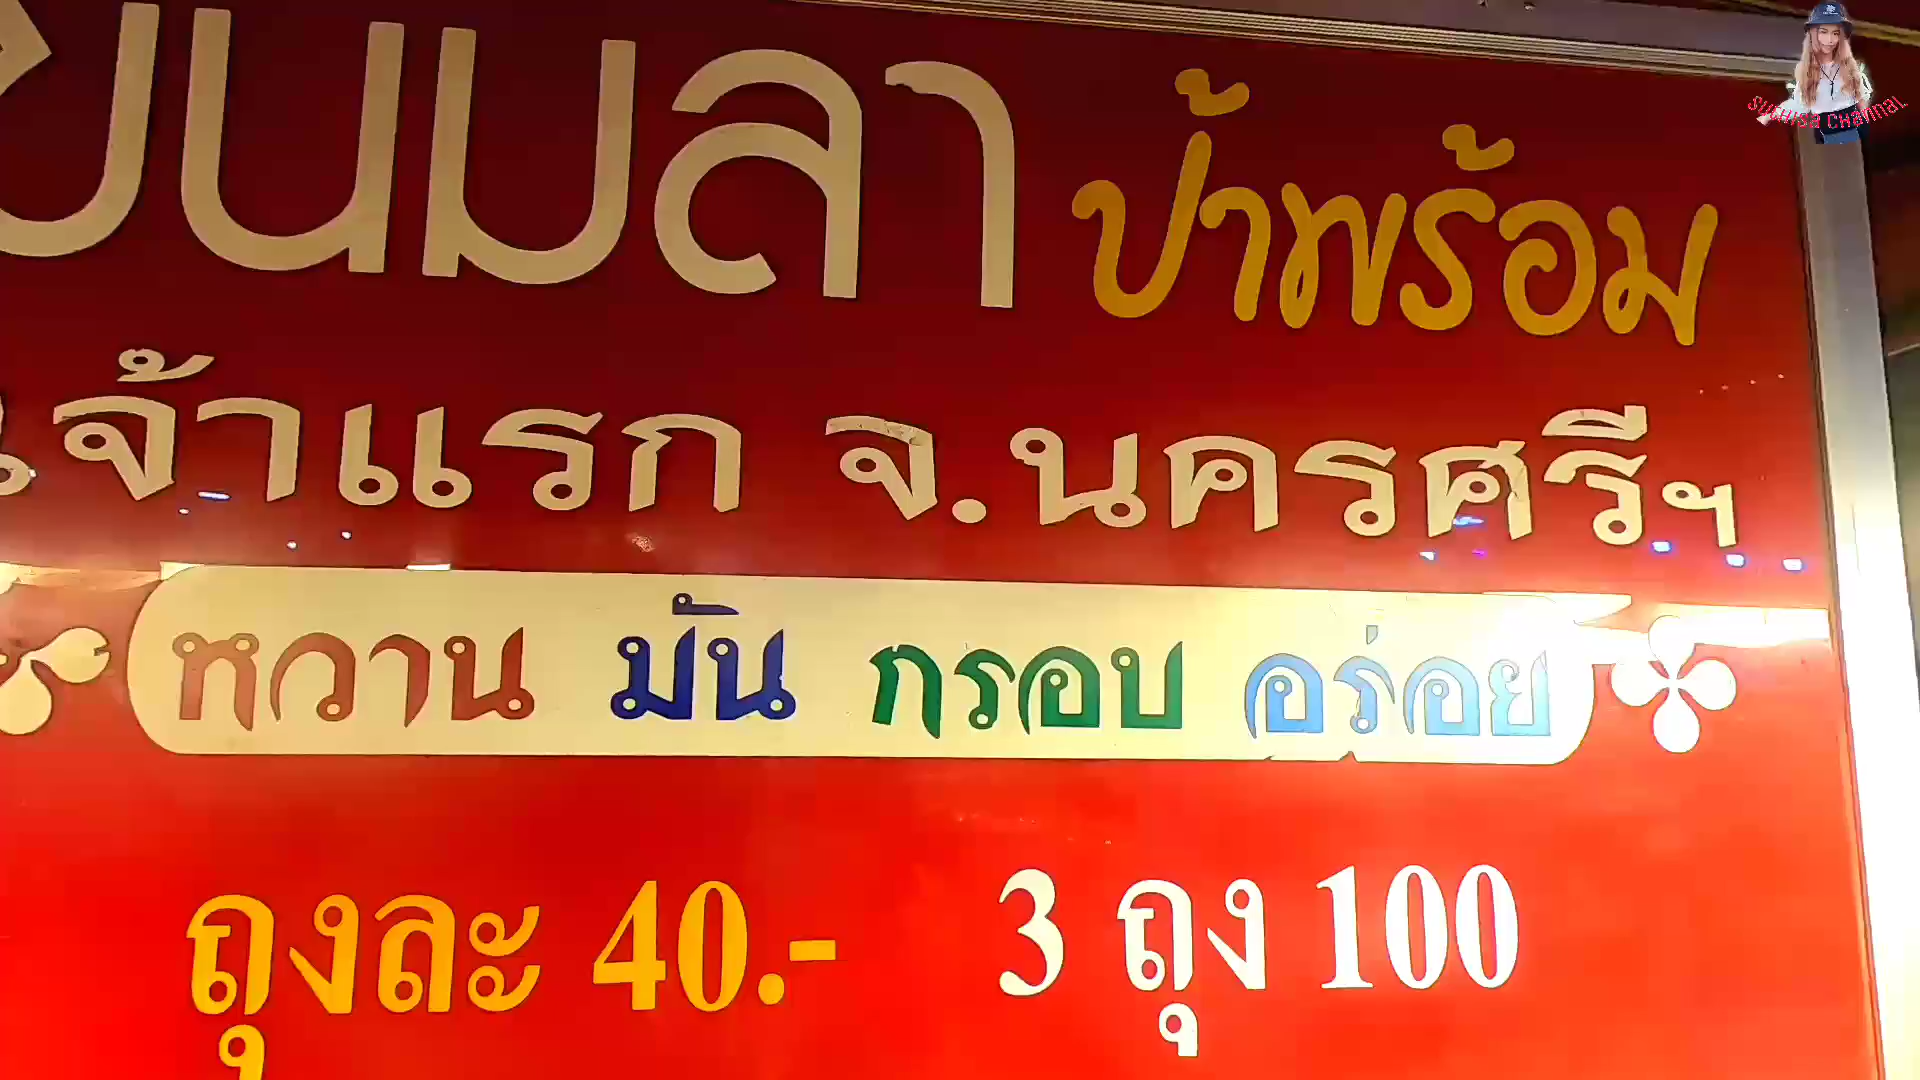 ขนมลา ป้าพร้อม
เจ้าแรก จ.นครศรีฯ
หวาน มัน กรอบ อร่อย
ถุงละ 40.- 3 ถุง 100
SUTHISA CHANNAL